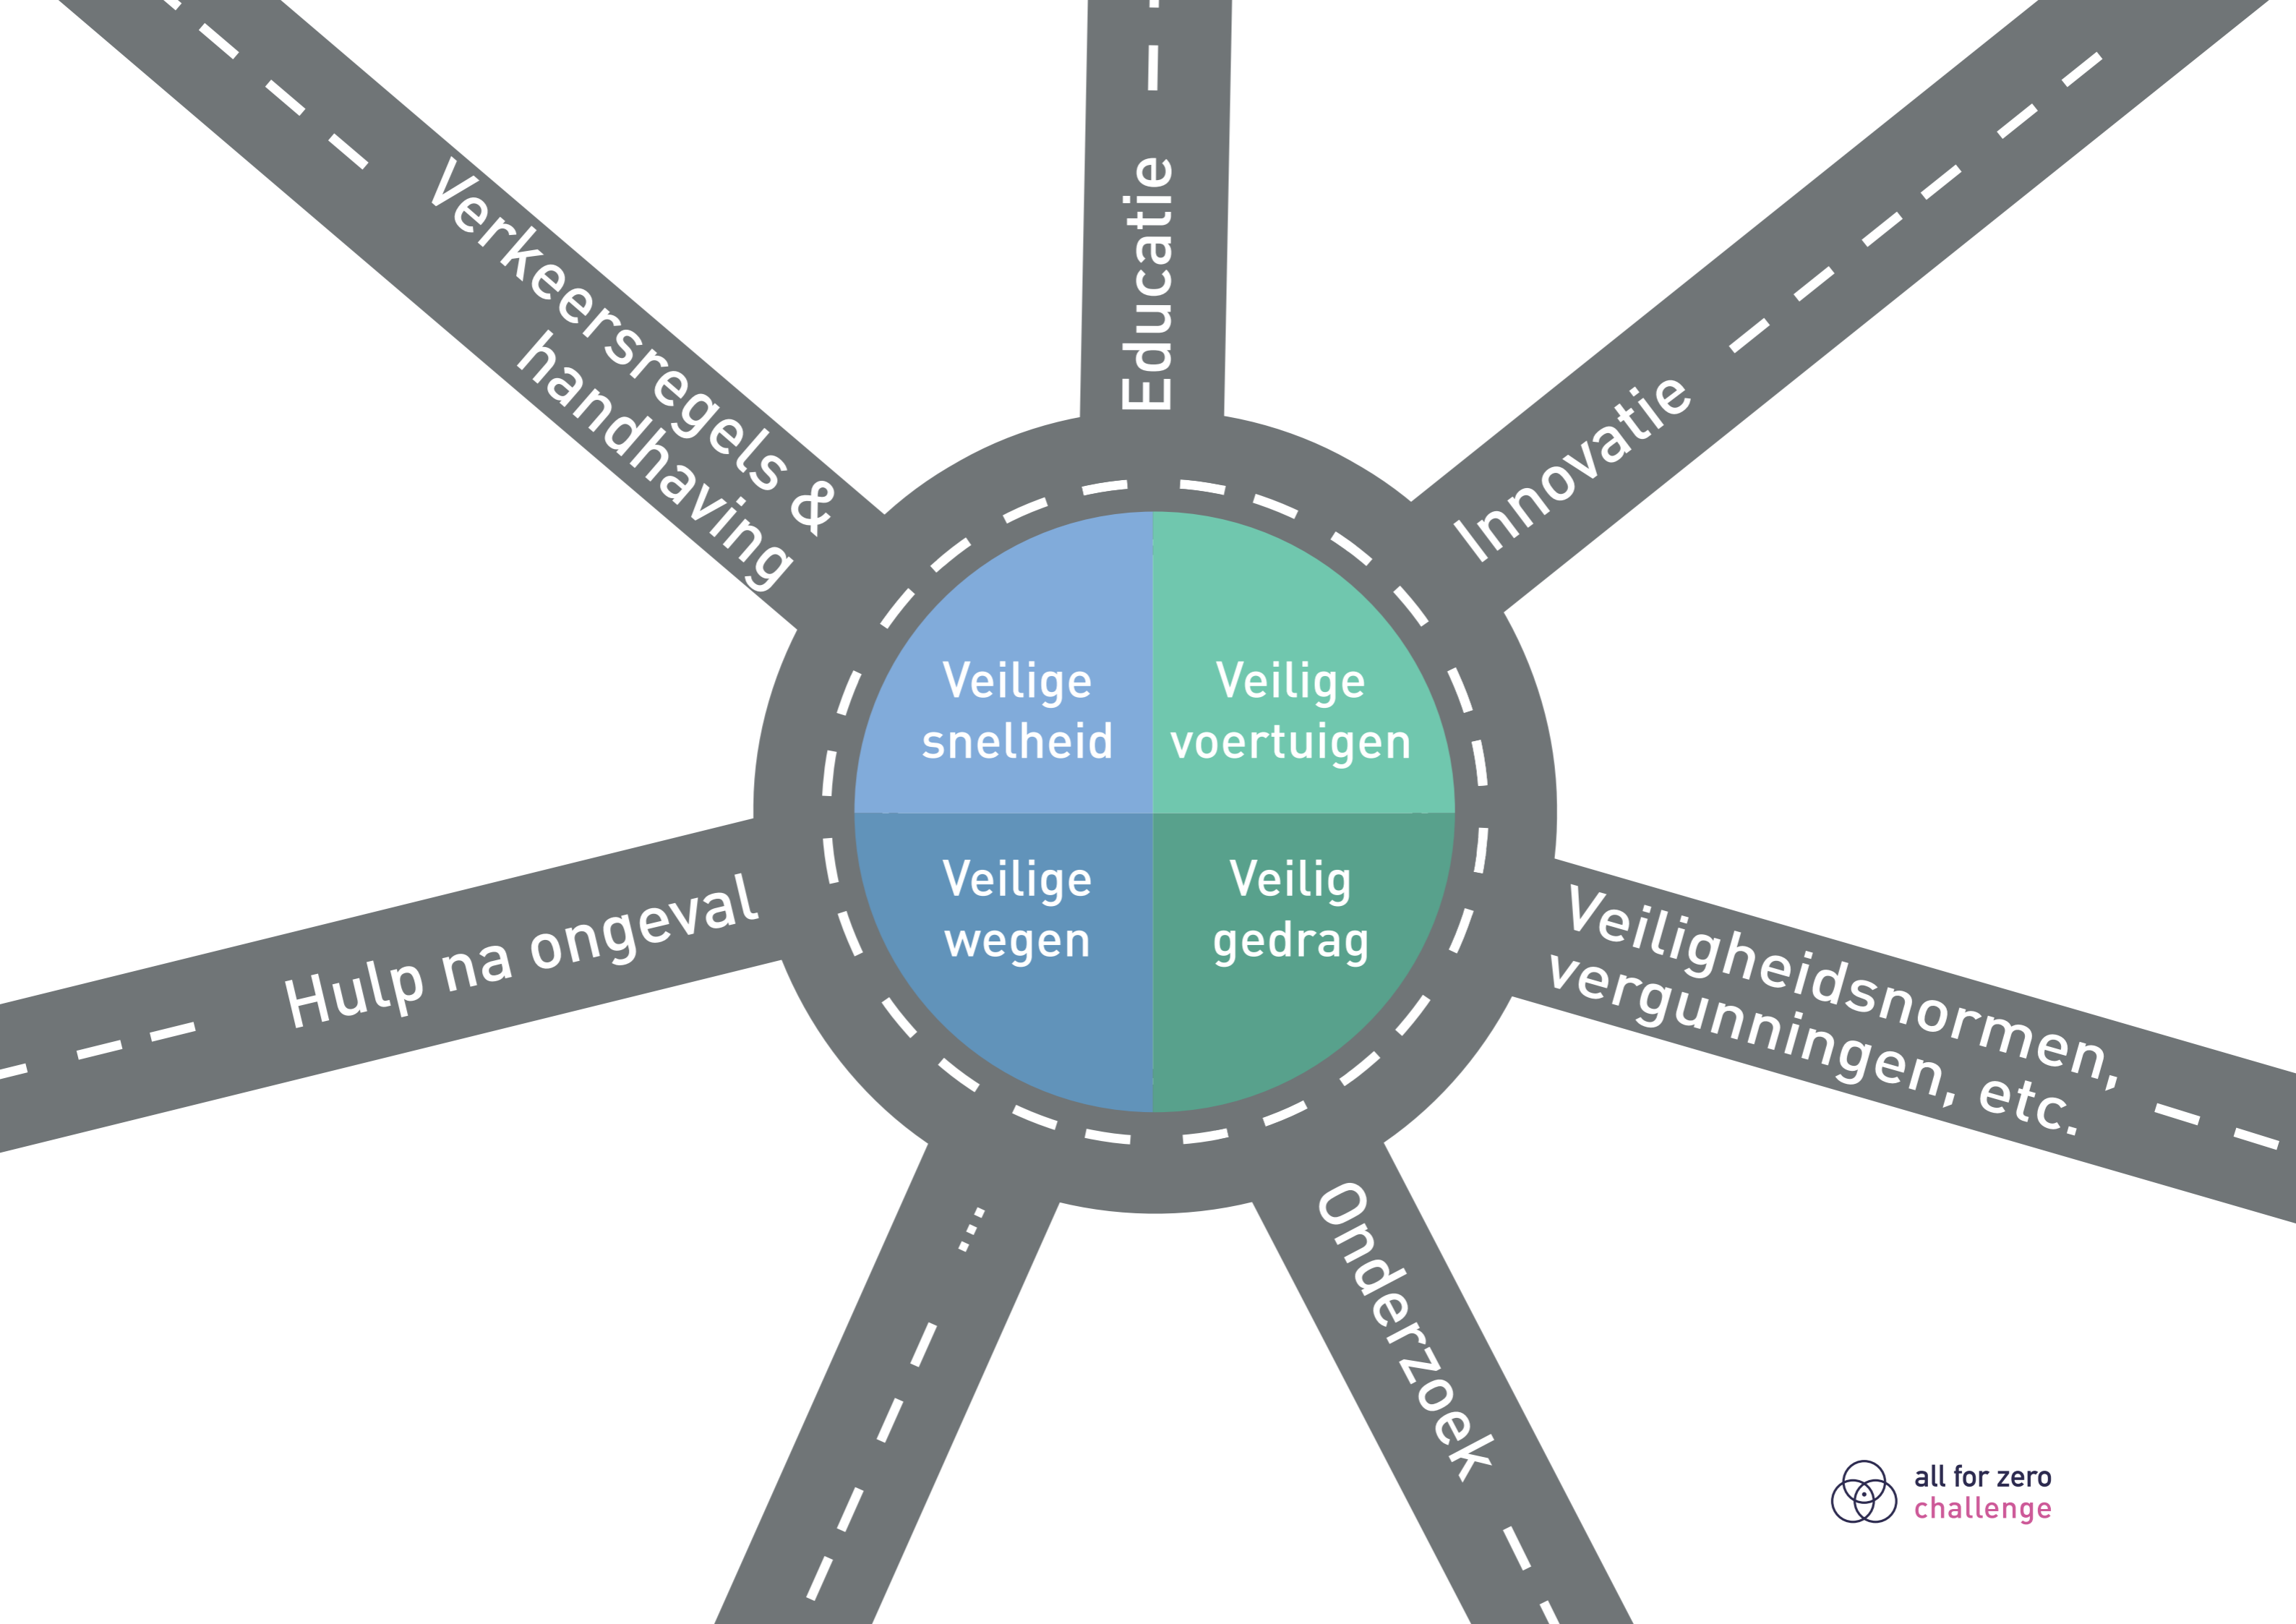 Verkeersregels &
handhaving
Educatie
Innovatie
Veilige
snelheid
Veilige
voertuigen
Veilige
wegen
Veilig
gedrag
Hulp na ongeval
Veiligheidsnormen,
vergunningen, etc.
...
Onderzoek
all for zero
challenge